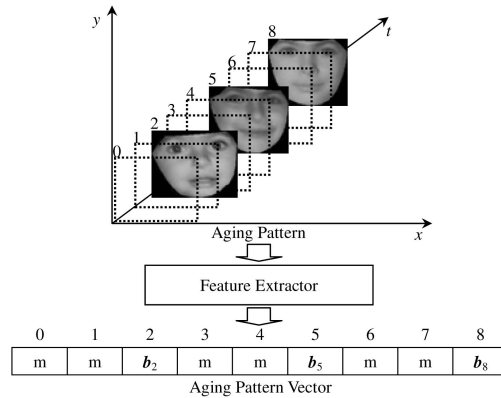 y
t
8
7
6
5
4
3
2
1
0
x
Aging Pattern
Feature Extractor
0 1 2 3 4 5 6 7 8
m m b2 m m b5 m m b8
Aging Pattern Vector